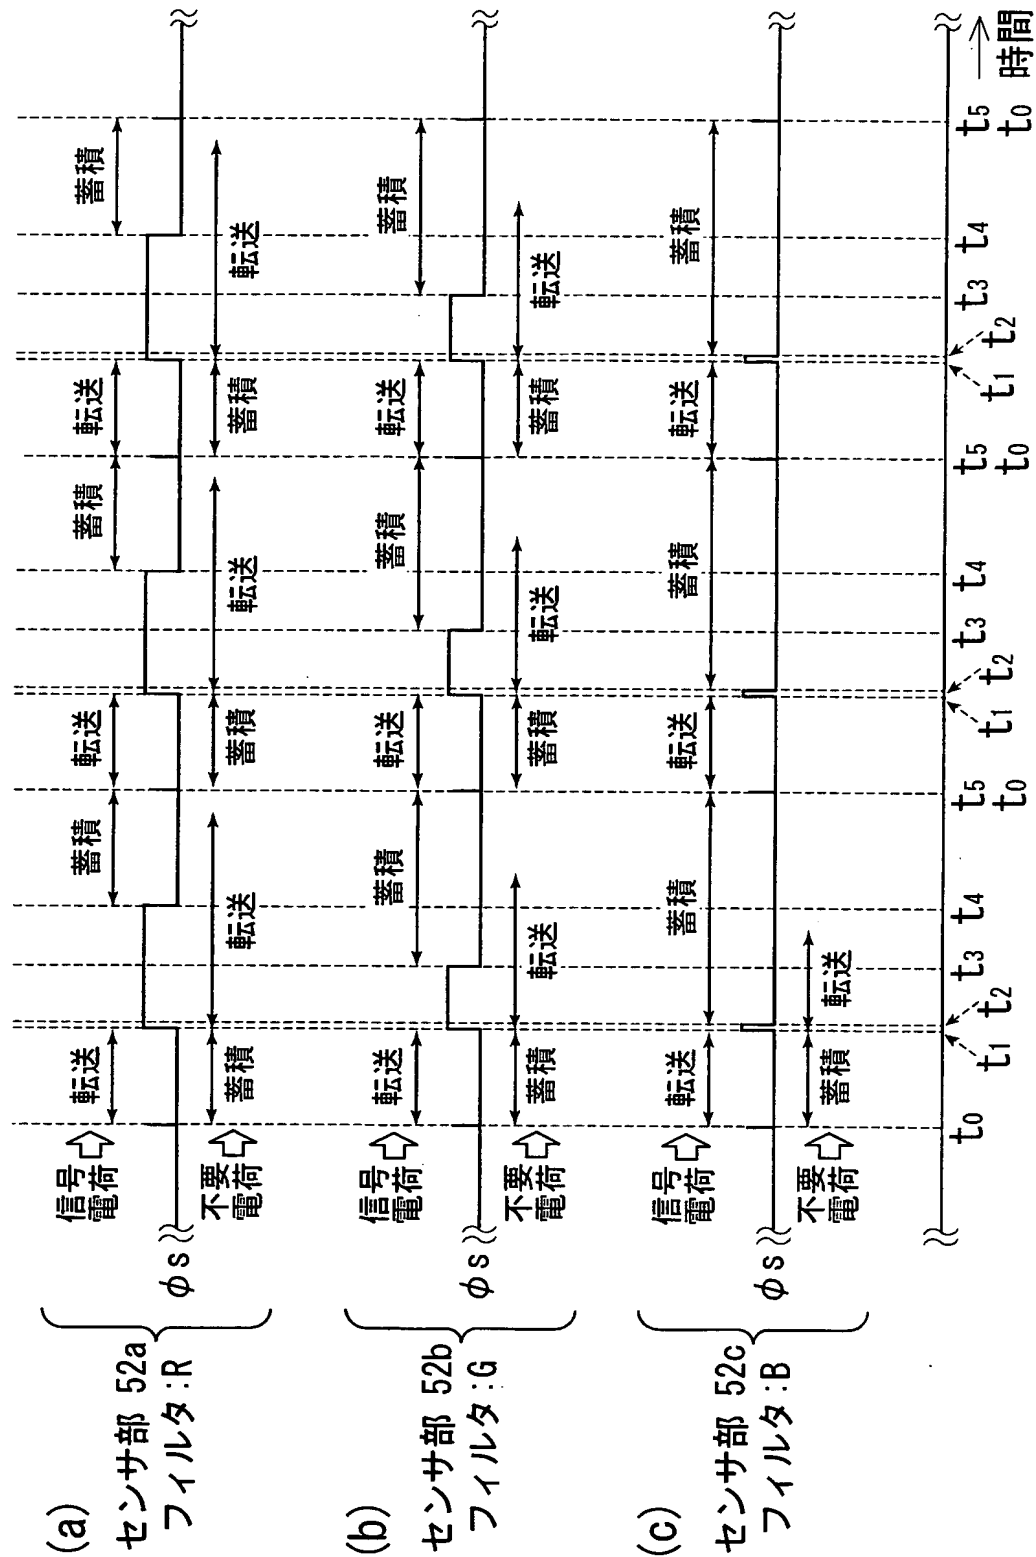 (a)
センサ部 52a
フィルタ:R
信号
電荷
転送 蓄積 転送 蓄積 転送 蓄積
φs
不要
電荷
蓄積 転送 蓄積 転送 蓄積 転送
(b)
センサ部 52b
フィルタ:G
信号
電荷
転送 蓄積 転送 蓄積 転送 蓄積
φs
不要
電荷
蓄積 転送 蓄積 転送 蓄積 転送
(c)
センサ部 52c
フィルタ:B
信号
電荷
転送 蓄積 転送 蓄積 転送 蓄積
φs
不要
電荷
蓄積 転送
t0 t1 t2 t3 t4 t5 t1 t2 t3 t4 t5 t1 t2 t3 t4 t5
t0 t0 t0
時間